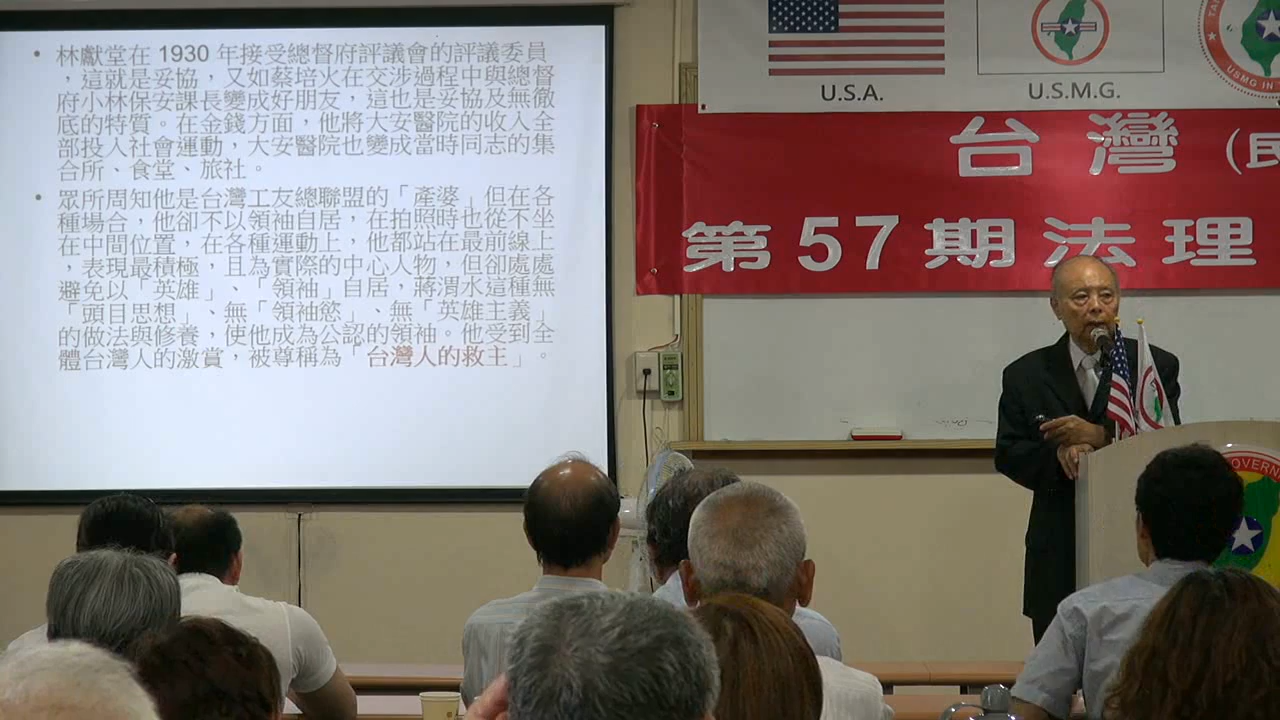 • 林獻堂在 1930 年接受總督府評議會的評議委員
，這就是妥協，又如蔡培火在交涉過程中與總督
府小林保安課長變成好朋友，這也是妥協及無徹
底的特質。在金錢方面，他將大安醫院的收入全
部投入社會運動，大安醫院也變成當時同志的集
合所、食堂、旅社。
• 眾所周知他是台灣工友總聯盟的「產婆」但在各
種場合，他卻不以領袖自居，在拍照時也從不坐
在中間位置，在各種運動上，他都站在最前線上
，表現最積極，且為實際的中心人物，但卻處處
避免以「英雄」、「領袖」自居，蔣渭水這種無
「頭目思想」、無「領袖慾」、無「英雄主義」
的做法與修養，使他成為公認的領袖。他受到全
體台灣人的激賞，被尊稱為「台灣人的救主」。
U.S.A.
U.S.M.G.
USMG IN
台灣（民
第57期法理
GOVERN